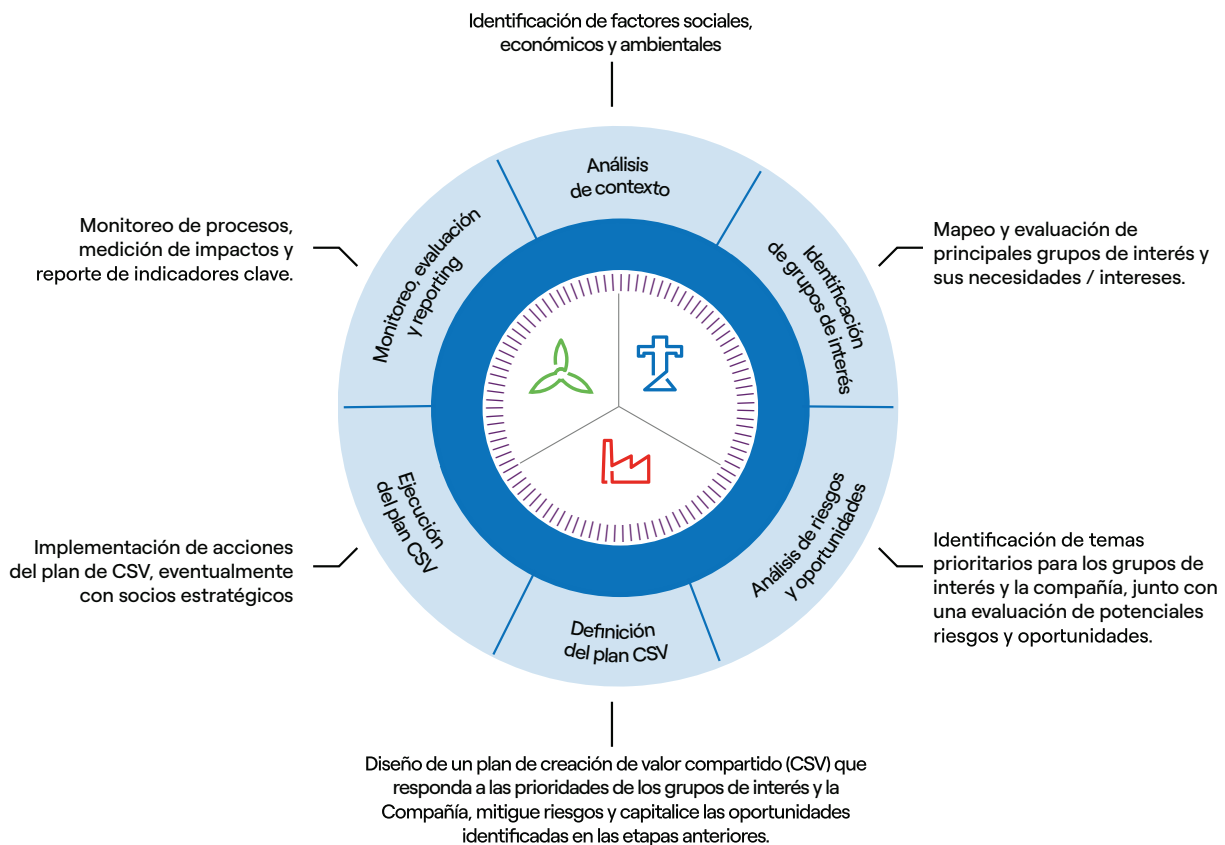 Identificación de factores sociales,
económicos y ambientales
Análisis
de contexto
Identificación
de grupos de interés
Mapeo y evaluación de
principales grupos de interés y
sus necesidades / intereses.
Análisis de riesgos
y oportunidades
Identificación de temas
prioritarios para los grupos de
interés y la compañía, junto con
una evaluación de potenciales
riesgos y oportunidades.
Definición
del plan CSV
Diseño de un plan de creación de valor compartido (CSV) que
responda a las prioridades de los grupos de interés y la
Compañía, mitigue riesgos y capitalice las oportunidades
identificadas en las etapas anteriores.
Ejecución
del plan CSV
Implementación de acciones
del plan de CSV, eventualmente
con socios estratégicos
Monitoreo, evaluación
y reporting
Monitoreo de procesos,
medición de impactos y
reporte de indicadores clave.